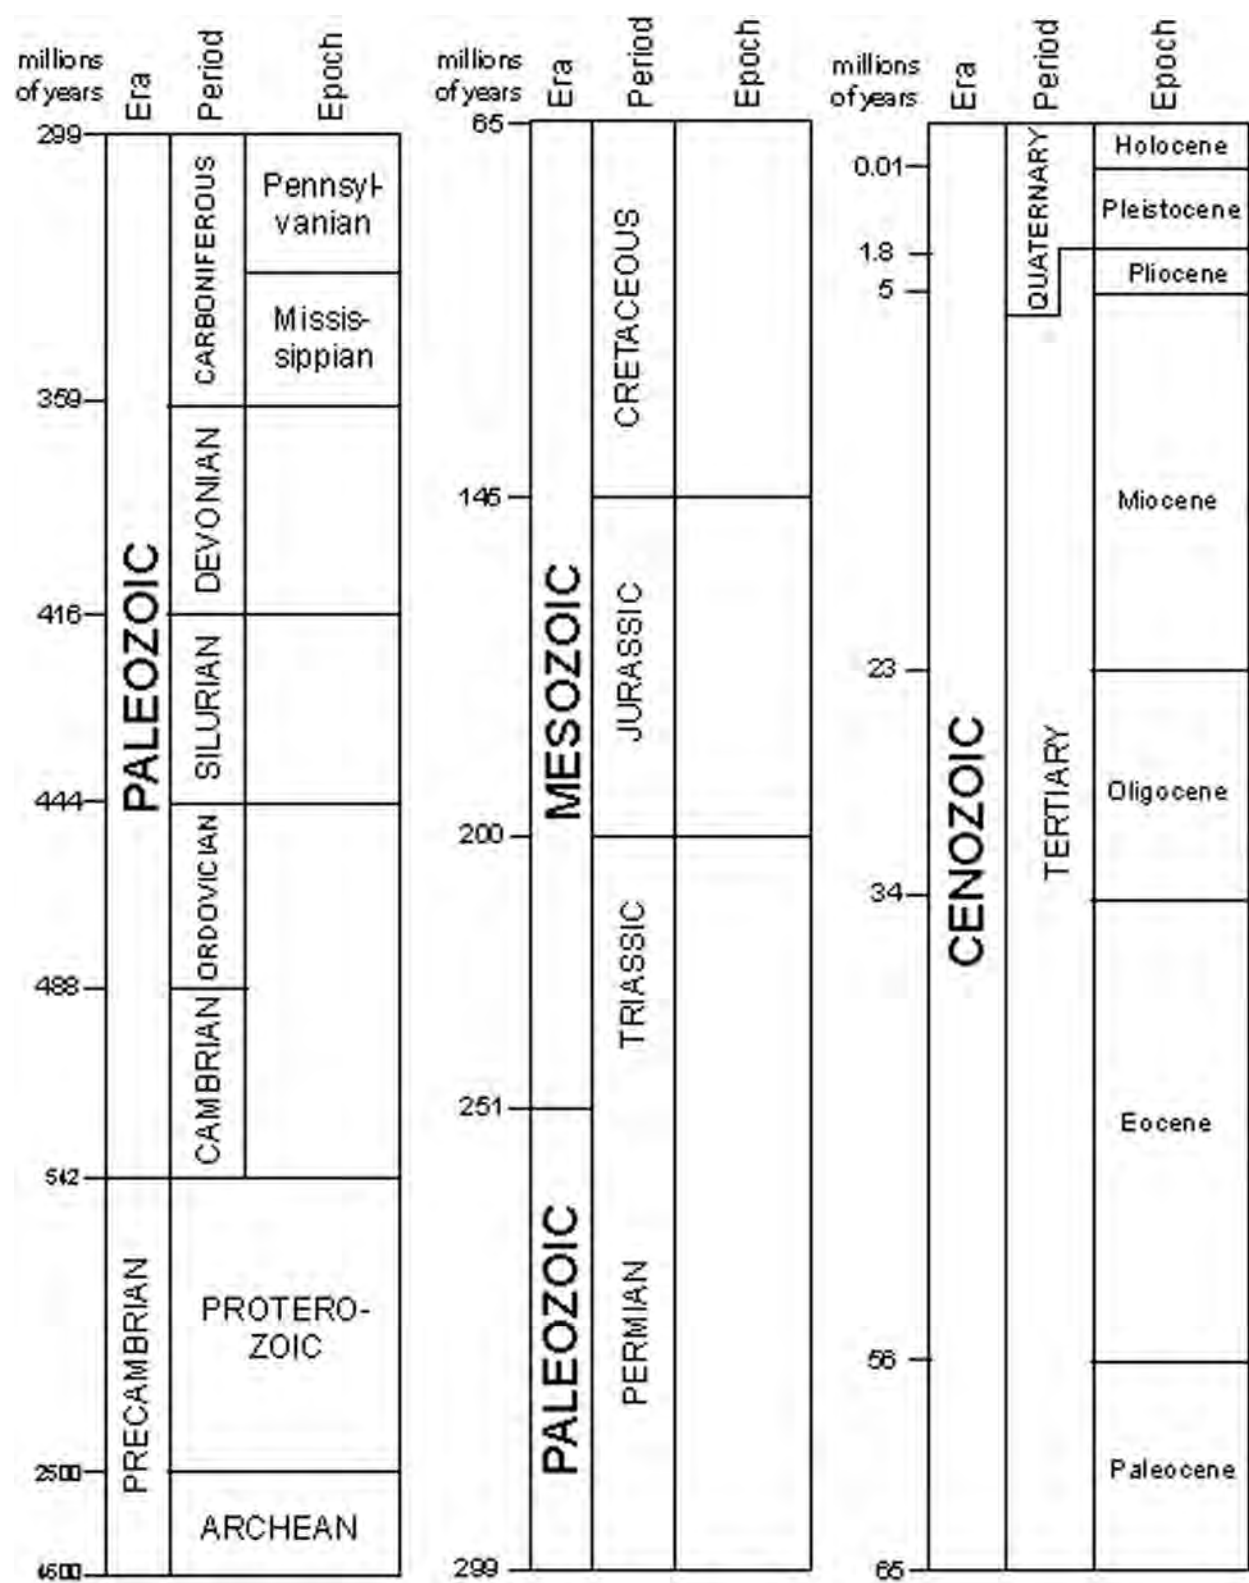 millions
of years
Era
Period
Epoch
299
CARBONIFEROUS
Pennsyl-
vanian
Missis-
sippian
359
DEVONIAN
PALEOZOIC
416
SILURIAN
444
ORDOVICIAN
488
CAMBRIAN
542
PRECAMBRIAN
PROTERO-
ZOIC
2500
ARCHEAN
4600
millions
of years
Era
Period
Epoch
65
CRETACEOUS
145
MESOZOIC
JURASSIC
200
TRIASSIC
251
PALEOZOIC
PERMIAN
299
millions
of years
Era
Period
Epoch
QUATERNARY
Holocene
0.01
Pleistocene
1.8
Pliocene
5
Miocene
23
CENOZOIC
TERTIARY
Oligocene
34
Eocene
56
Paleocene
65